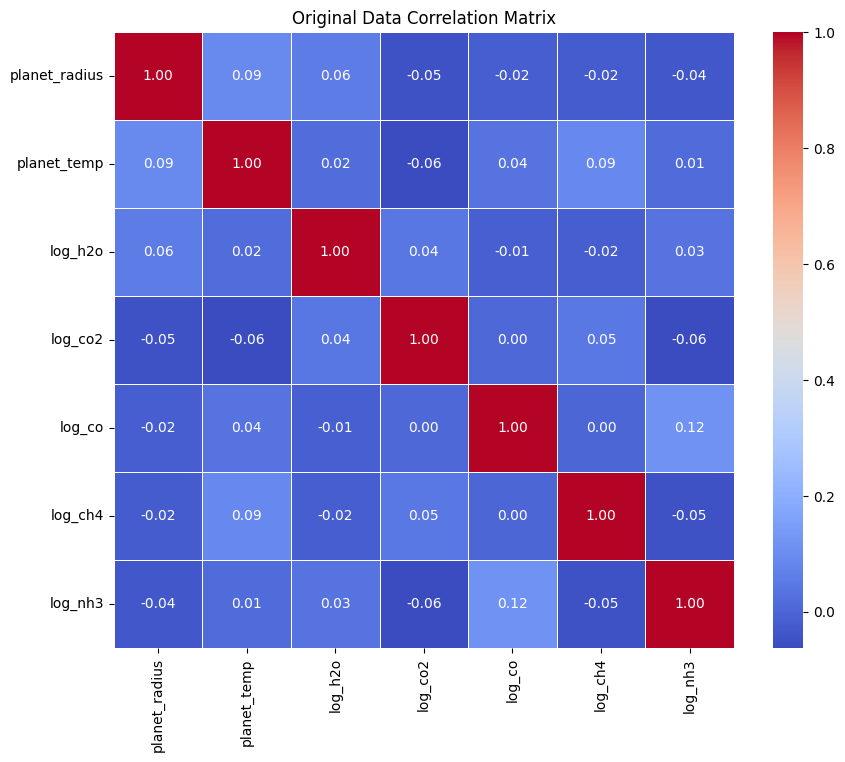 Original Data Correlation Matrix
planet_radius 1.00 0.09 0.06 -0.05 -0.02 -0.02 -0.04
planet_temp 0.09 1.00 0.02 -0.06 0.04 0.09 0.01
log_h2o 0.06 0.02 1.00 0.04 -0.01 -0.02 0.03
log_co2 -0.05 -0.06 0.04 1.00 0.00 0.05 -0.06
log_co -0.02 0.04 -0.01 0.00 1.00 0.00 0.12
log_ch4 -0.02 0.09 -0.02 0.05 0.00 1.00 -0.05
log_nh3 -0.04 0.01 0.03 -0.06 0.12 -0.05 1.00
planet_radius planet_temp log_h2o log_co2 log_co log_ch4 log_nh3
1.0
0.8
0.6
0.4
0.2
0.0